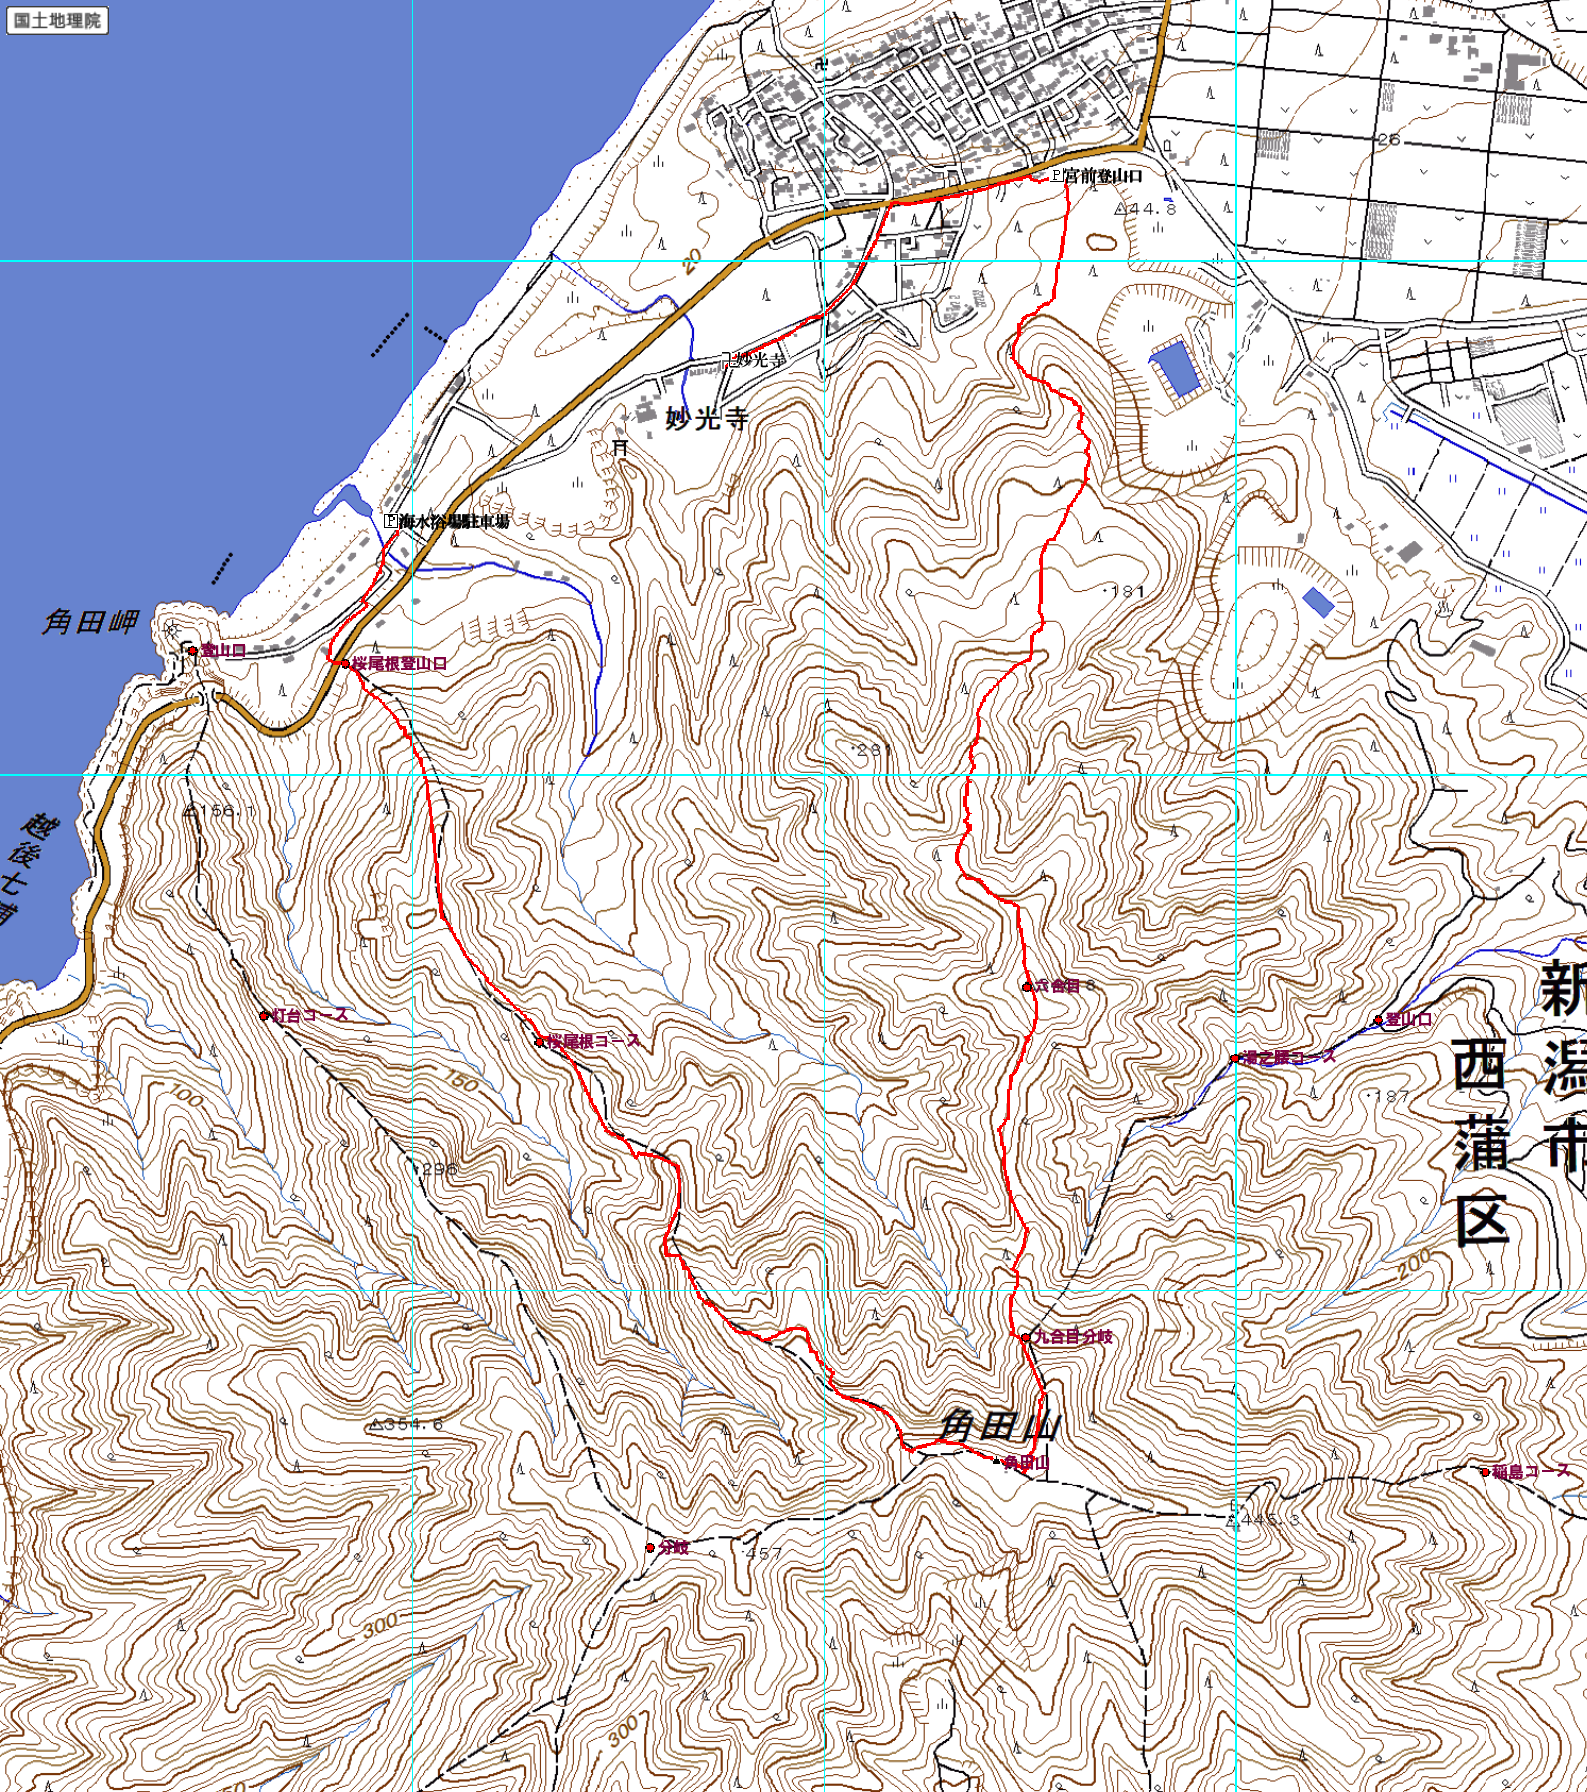 国土地理院
26
宮前登山口
44.8
20
妙光寺
妙光寺
海水浴場駐車場
角田岬
登山口
桜尾根登山口
181
281
156.1
越後七浦
六合目
灯台コース
桜尾根コース
登山口
湯之腰コース
新潟市
西蒲区
150
100
187
296
200
九合目分岐
角田山
354.6
角田山
稲島コース
445.3
分岐
457
300
300